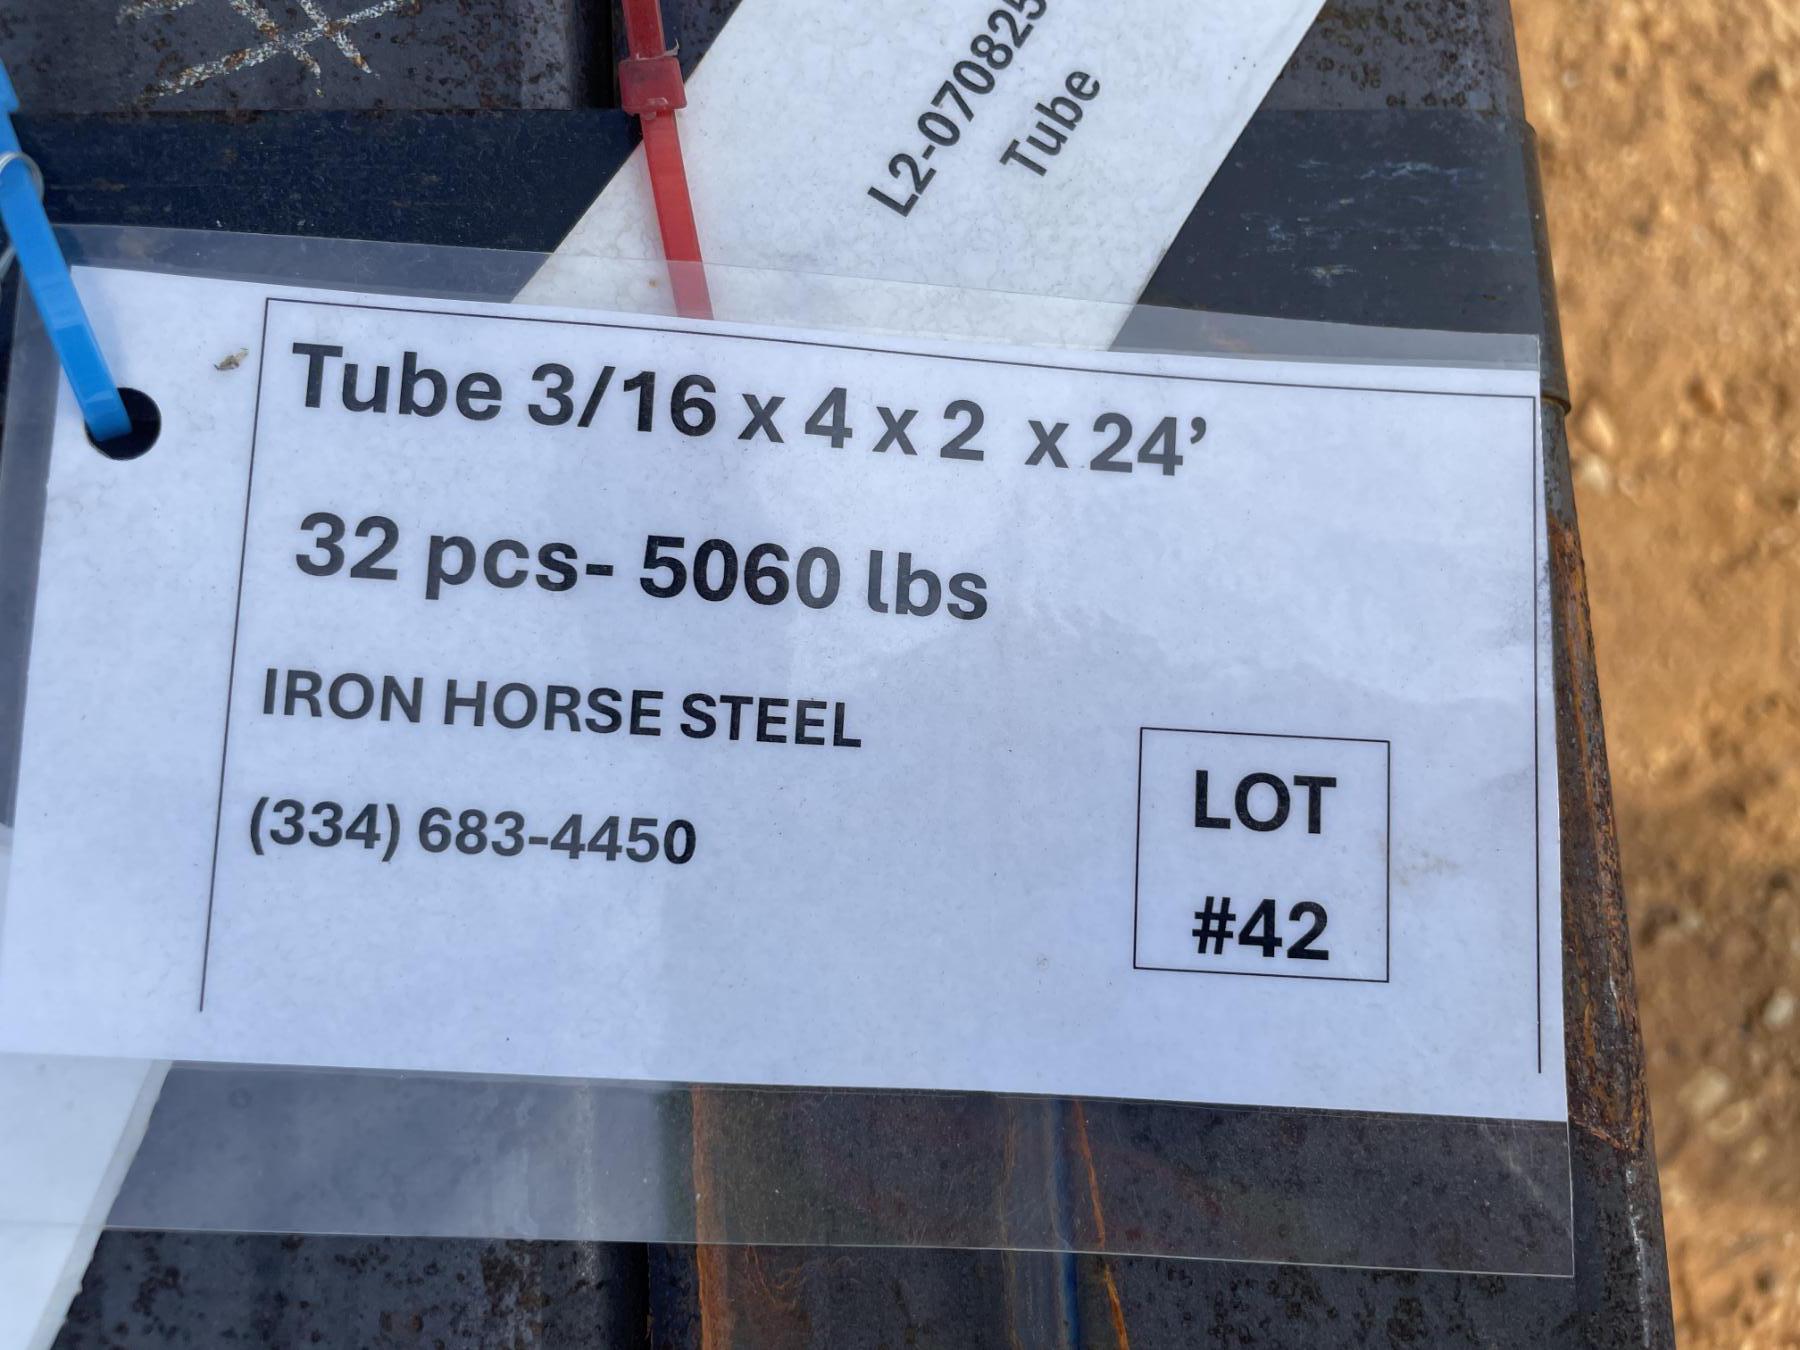 L2-070825
Tube
Tube 3/16 x 4 x 2 x 24’
32 pcs- 5060 lbs
IRON HORSE STEEL
(334) 683-4450
LOT
#42